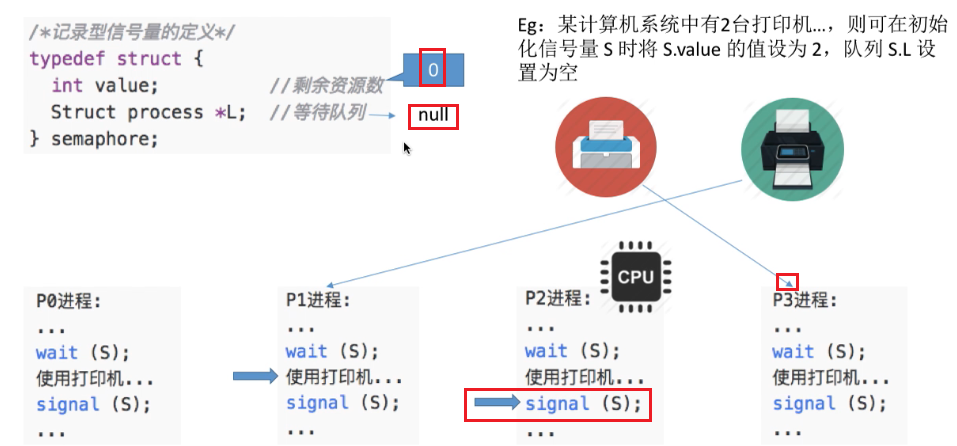 /*记录型信号量的定义*/
typedef struct {
int value; //剩余资源数
0
Struct process *L; //等待队列
null
} semaphore;
Eg：某计算机系统中有2台打印机...，则可在初始
化信号量 S 时将 S.value 的值设为 2，队列 S.L 设
置为空
CPU
P0进程:
...
wait (S);
使用打印机...
signal (S);
...
P1进程:
...
wait (S);
使用打印机...
signal (S);
...
P2进程:
...
wait (S);
使用打印机...
signal (S);
...
P3进程:
...
wait (S);
使用打印机...
signal (S);
...